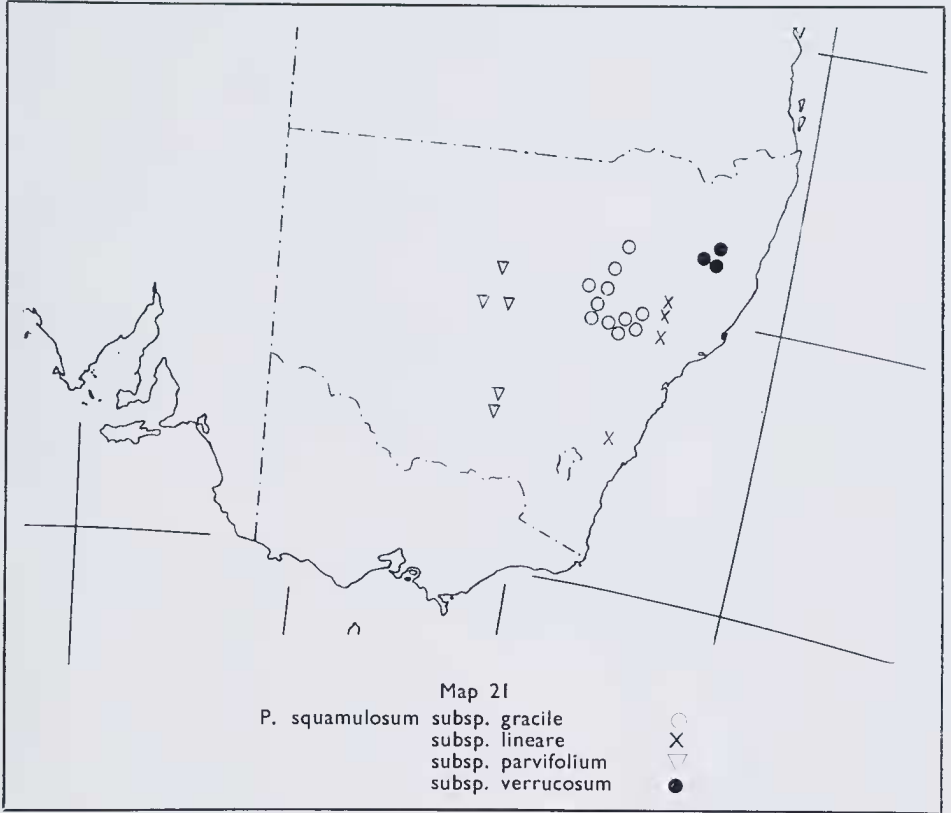 Map 21
P. squamulosum subsp. gracile
subsp. lineare
subsp. parvifolium
subsp. verrucosum